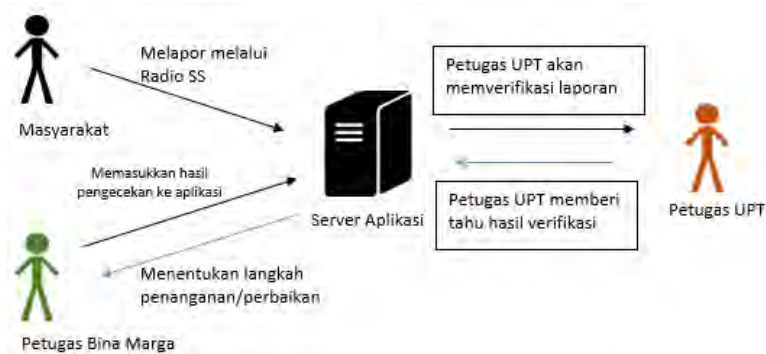 Melapor melalui
Radio SS
Masyarakat
Petugas UPT akan
memverifikasi laporan
Memasukkan hasil
pengecekan ke aplikasi
Server Aplikasi
Petugas UPT memberi
tahu hasil verifikasi
Petugas UPT
Menentukan langkah
penanganan/perbaikan
Petugas Bina Marga